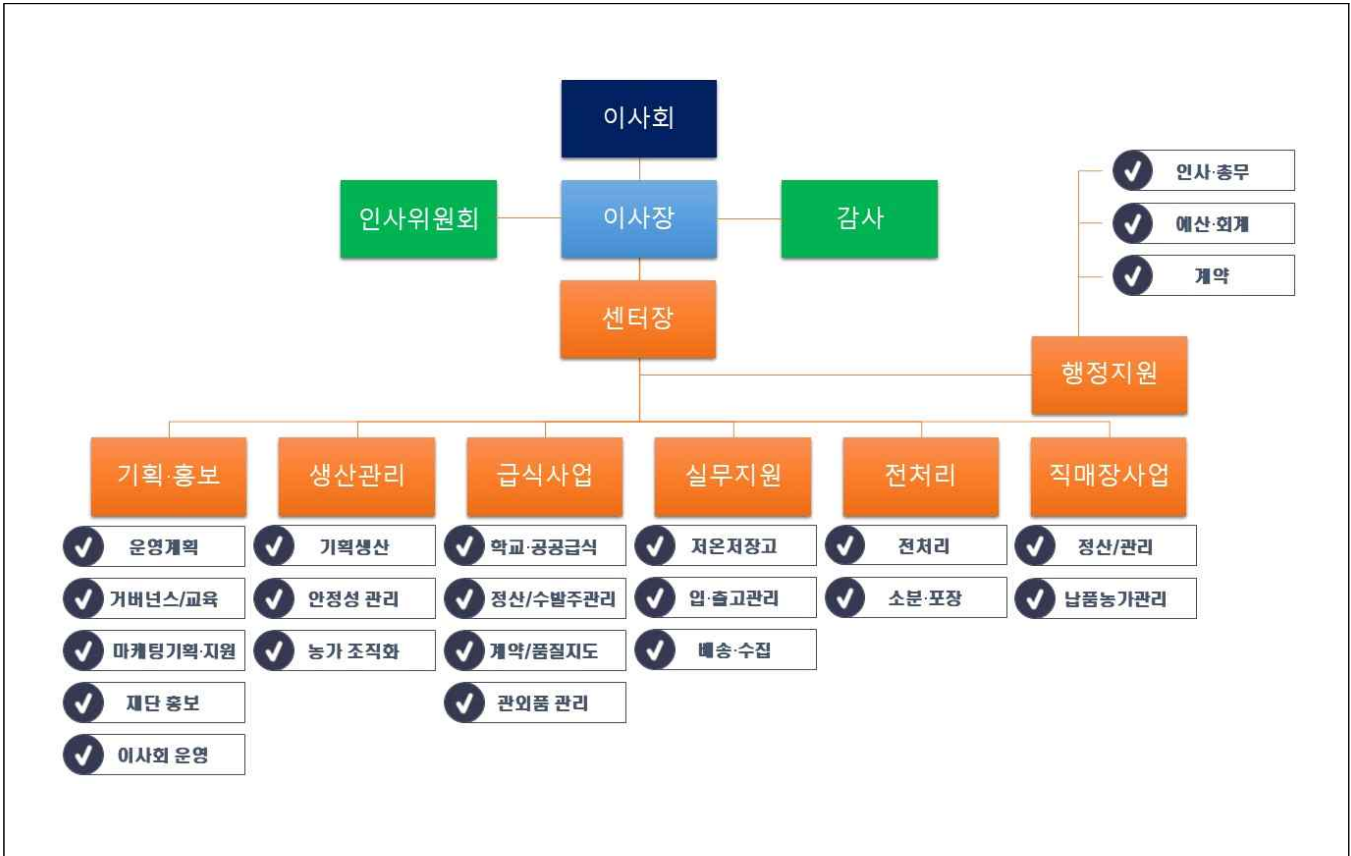 이사회
인사위원회
이사장
감사
센터장
인사·총무
예산·회계
계약
행정지원
기획·홍보
운영계획
거버넌스/교육
마케팅기획·지원
재단 홍보
이사회 운영
생산관리
기획생산
안정성 관리
농가 조직화
급식사업
학교·공공급식
정산/수발주관리
계약/품질지도
관외품 관리
실무지원
저온저장고
입·출고관리
배송·수집
전처리
전처리
소분·포장
직매장사업
정산/관리
납품농가관리